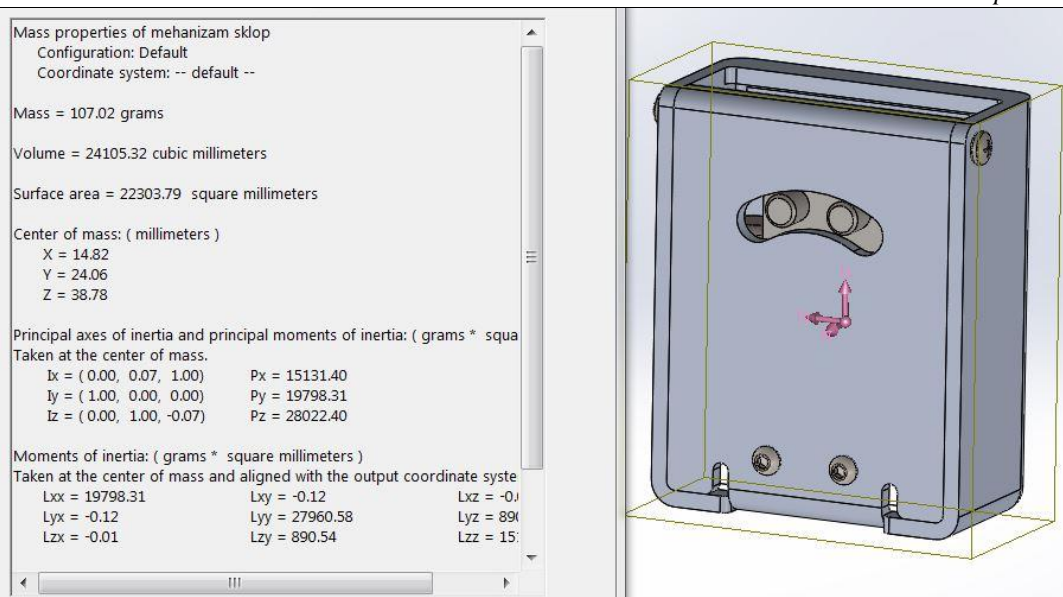 Mass properties of mehanizam sklop
Configuration: Default
Coordinate system: -- default --
Mass = 107.02 grams
Volume = 24105.32 cubic millimeters
Surface area = 22303.79 square millimeters
Center of mass: ( millimeters )
X = 14.82
Y = 24.06
Z = 38.78
Principal axes of inertia and principal moments of inertia: ( grams * squa
Taken at the center of mass.
Ix = ( 0.00, 0.07, 1.00) Px = 15131.40
Iy = ( 1.00, 0.00, 0.00) Py = 19798.31
Iz = ( 0.00, 1.00, -0.07) Pz = 28022.40
Moments of inertia: ( grams * square millimeters )
Taken at the center of mass and aligned with the output coordinate syste
Lxx = 19798.31 Lxy = -0.12 Lxz = -0.
Lyx = -0.12 Lyy = 27960.58 Lyz = 89
Lzx = -0.01 Lzy = 890.54 Lzz = 15